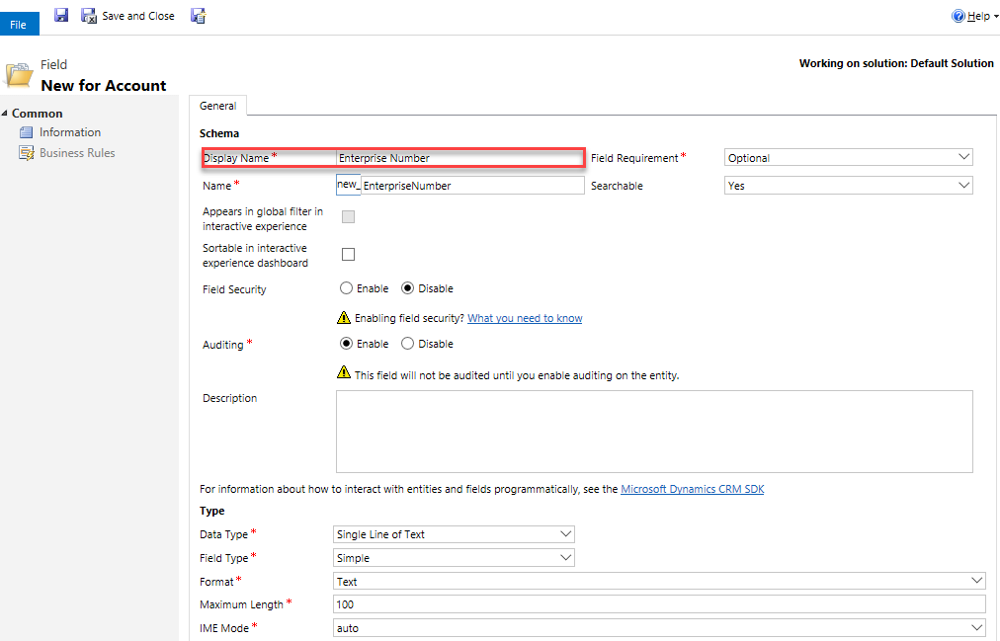 File
Save and Close
Help
Field
New for Account
Working on solution: Default Solution
Common
Information
Business Rules
General
Schema
Display Name * Enterprise Number Field Requirement * Optional
Name * new_ EnterpriseNumber Searchable Yes
Appears in global filter in
interactive experience
Sortable in interactive
experience dashboard
Field Security Enable Disable
Enabling field security? What you need to know
Auditing * Enable Disable
This field will not be audited until you enable auditing on the entity.
Description
For information about how to interact with entities and fields programmatically, see the Microsoft Dynamics CRM SDK
Type
Data Type * Single Line of Text
Field Type * Simple
Format * Text
Maximum Length * 100
IME Mode * auto